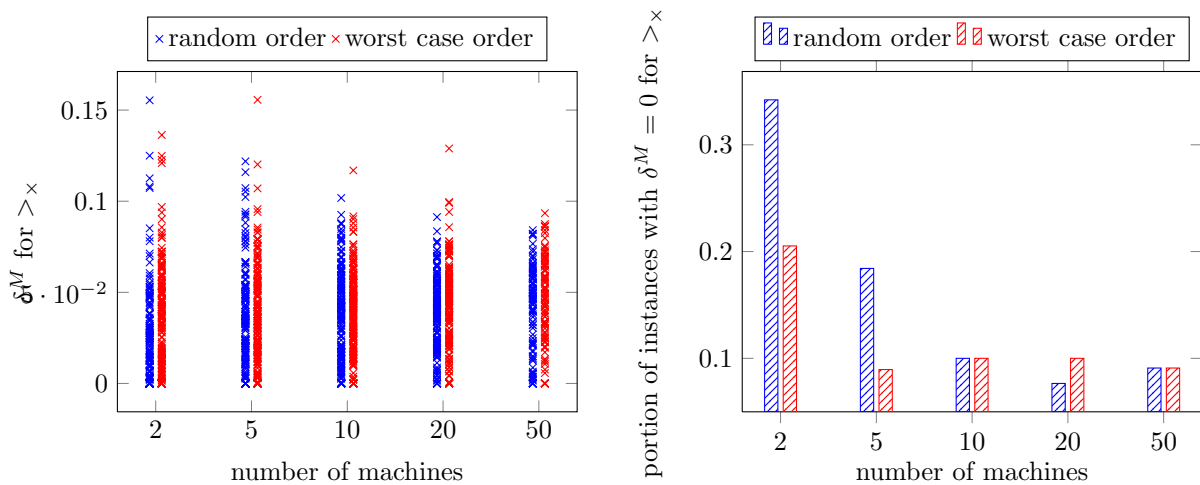 × random order × worst case order
0.15
0.1
5 · 10⁻²
0
δᴹ for >×
2 5 10 20 50
number of machines
random order worst case order
0.3
0.2
0.1
portion of instances with δᴹ = 0 for >×
2 5 10 20 50
number of machines